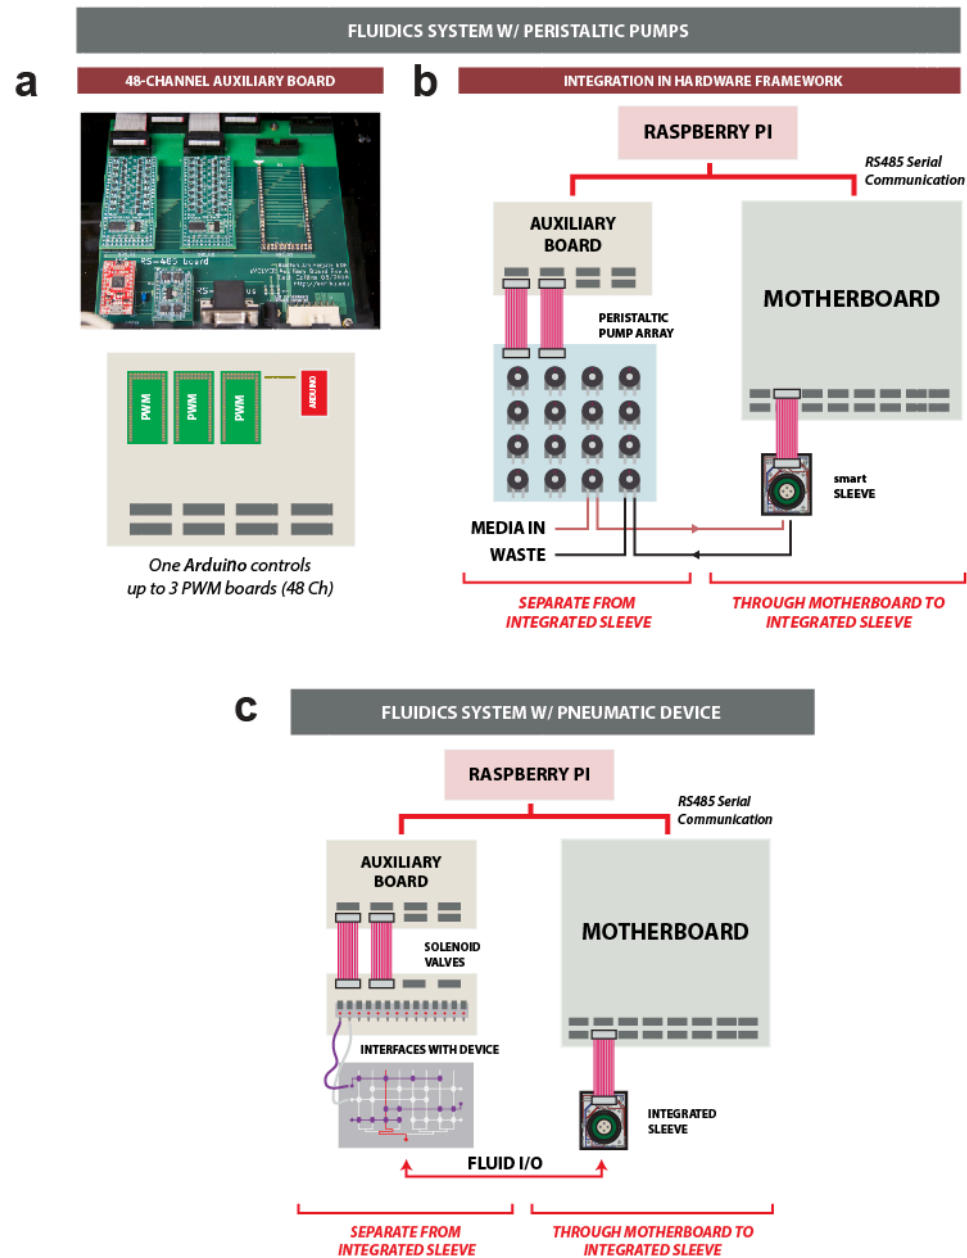 FLUIDICS SYSTEM W/ PERISTALTIC PUMPS
a
48-CHANNEL AUXILIARY BOARD
RS-485 board
PWM
PWM
PWM
ARDUINO
One Arduino controls
up to 3 PWM boards (48 Ch)
b
INTEGRATION IN HARDWARE FRAMEWORK
RASPBERRY PI
RS485 Serial
Communication
AUXILIARY
BOARD
MOTHERBOARD
PERISTALTIC
PUMP ARRAY
smart
SLEEVE
MEDIA IN
WASTE
SEPARATE FROM
INTEGRATED SLEEVE
THROUGH MOTHERBOARD TO
INTEGRATED SLEEVE
c
FLUIDICS SYSTEM W/ PNEUMATIC DEVICE
RASPBERRY PI
RS485 Serial
Communication
AUXILIARY
BOARD
MOTHERBOARD
SOLENOID
VALVES
INTERFACES WITH DEVICE
INTEGRATED
SLEEVE
FLUID I/O
SEPARATE FROM
INTEGRATED SLEEVE
THROUGH MOTHERBOARD TO
INTEGRATED SLEEVE